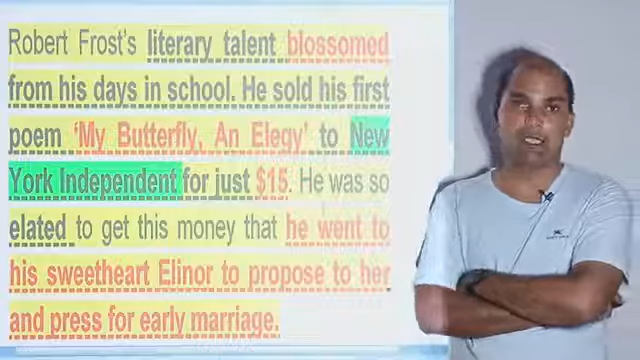 Robert Frost's literary talent blossomed
from his days in school. He sold his first
poem 'My Butterfly, An Elegy' to New
York Independent for just $15. He was so
elated to get this money that he went to
his sweetheart Elinor to propose to her
and press for early marriage.